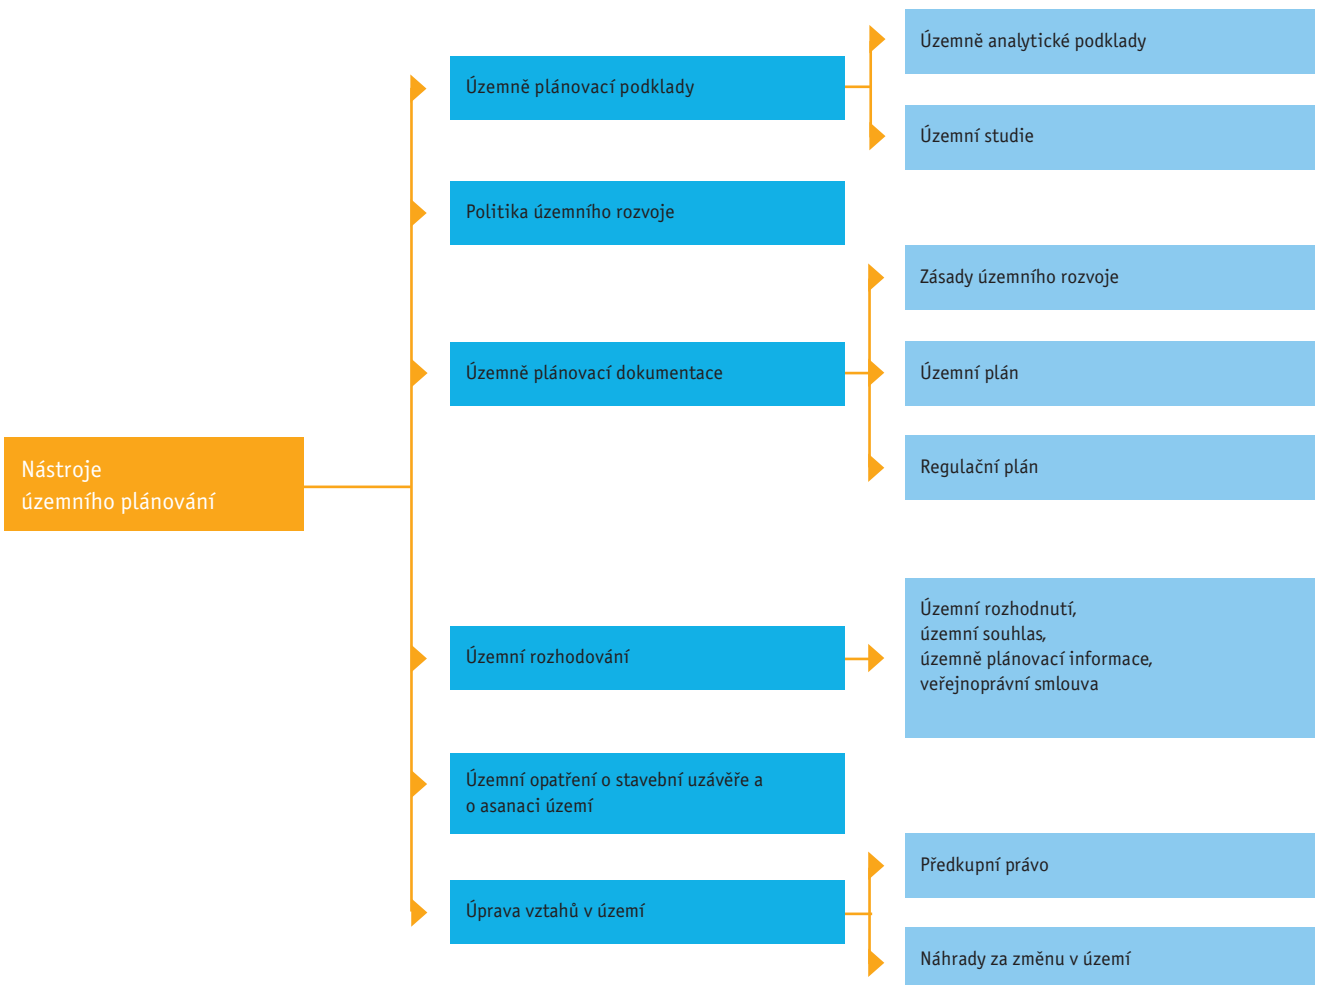 Nástroje
územního plánování
Územně plánovací podklady
Územně analytické podklady
Územní studie
Politika územního rozvoje
Územně plánovací dokumentace
Zásady územního rozvoje
Územní plán
Regulační plán
Územní rozhodování
Územní rozhodnutí,
územní souhlas,
územně plánovací informace,
veřejnoprávní smlouva
Územní opatření o stavební uzávěře a
o asanaci území
Úprava vztahů v území
Předkupní právo
Náhrady za změnu v území